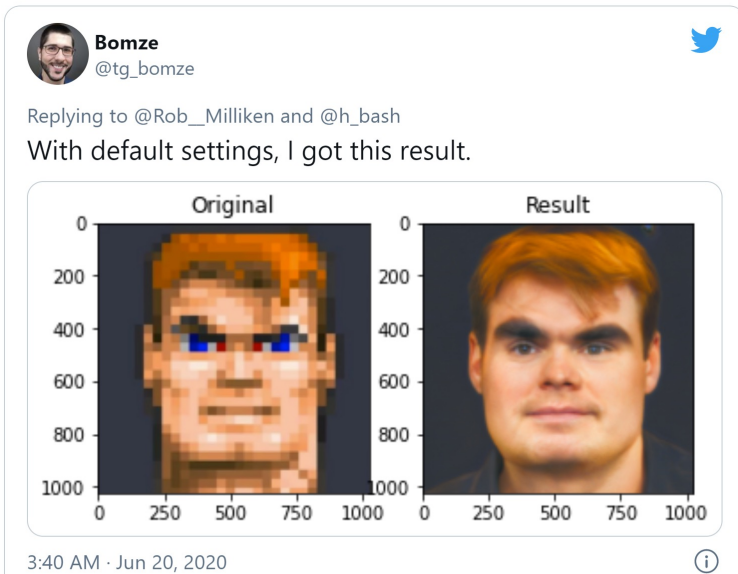 Bomze
@tg_bomze
Replying to @Rob__Milliken and @h_bash
With default settings, I got this result.
Original Result
0 0
200 200
400 400
600 600
800 800
1000 1000
0 250 500 750 1000 0 250 500 750 1000
3:40 AM · Jun 20, 2020